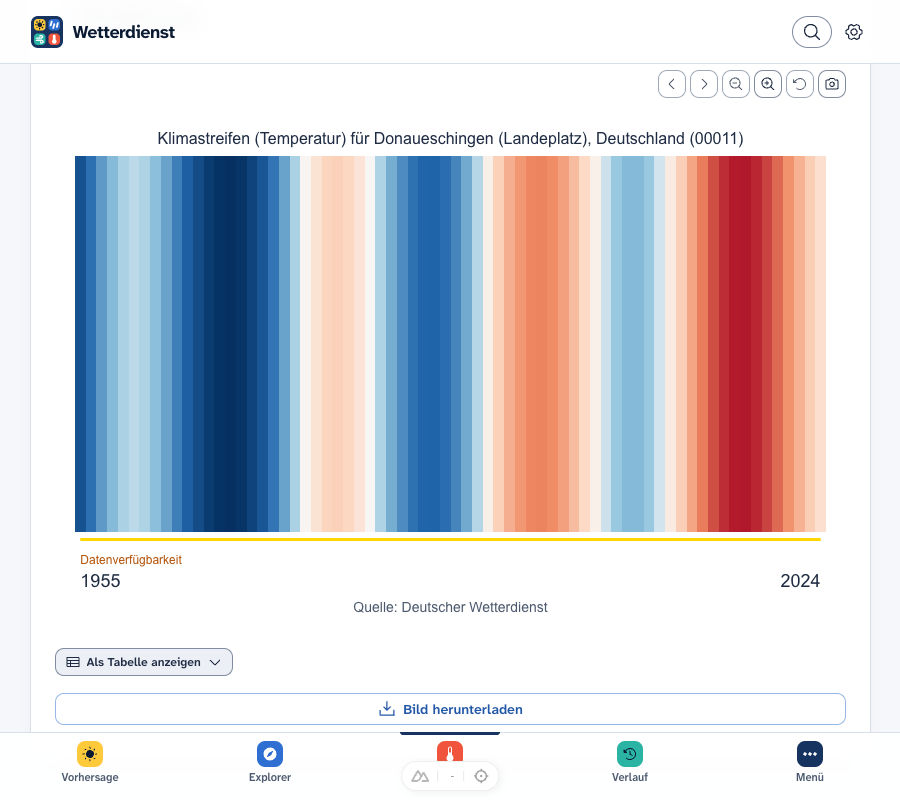 Wetterdienst
Klimastreifen (Temperatur) für Donaueschingen (Landeplatz), Deutschland (00011)
Datenverfügbarkeit
1955
2024
Quelle: Deutscher Wetterdienst
Als Tabelle anzeigen
Bild herunterladen
-
Vorhersage
Explorer
Verlauf
Menü